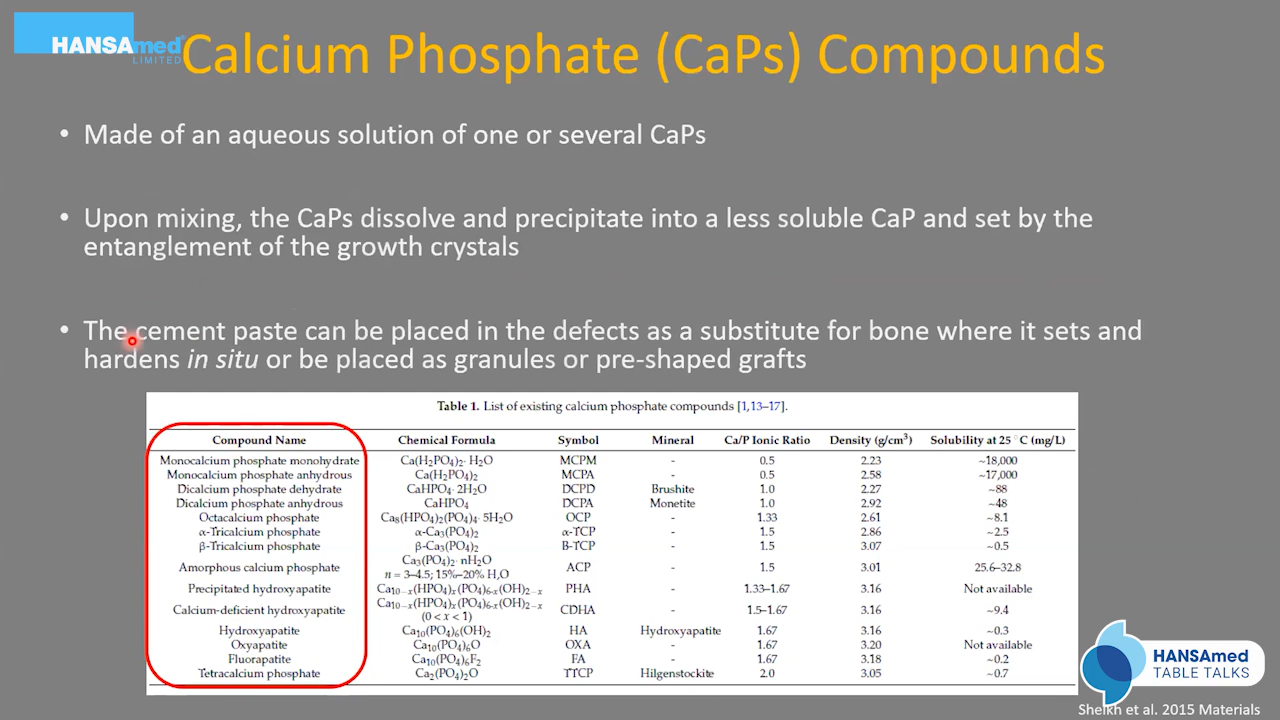 HANSAmed®
LIMITED
Calcium Phosphate (CaPs) Compounds
• Made of an aqueous solution of one or several CaPs
• Upon mixing, the CaPs dissolve and precipitate into a less soluble CaP and set by the
entanglement of the growth crystals
• The cement paste can be placed in the defects as a substitute for bone where it sets and
hardens in situ or be placed as granules or pre-shaped grafts
Table 1. List of existing calcium phosphate compounds [1,13–17].
Compound Name Chemical Formula Symbol Mineral Ca/P Ionic Ratio Density (g/cm³) Solubility at 25 °C (mg/L)
Monocalcium phosphate monohydrate Ca(H₂PO₄)₂· H₂O MCPM - 0.5 2.23 ~18,000
Monocalcium phosphate anhydrous Ca(H₂PO₄)₂ MCPA - 0.5 2.58 ~17,000
Dicalcium phosphate dehydrate CaHPO₄· 2H₂O DCPD Brushite 1.0 2.27 ~88
Dicalcium phosphate anhydrous CaHPO₄ DCPA Monetite 1.0 2.92 ~48
Octacalcium phosphate Ca₈(HPO₄)₂(PO₄)₄· 5H₂O OCP - 1.33 2.61 ~8.1
α-Tricalcium phosphate α-Ca₃(PO₄)₂ α-TCP - 1.5 2.86 ~2.5
β-Tricalcium phosphate β-Ca₃(PO₄)₂ B-TCP - 1.5 3.07 ~0.5
Amorphous calcium phosphate Ca₃(PO₄)₂· nH₂O ACP - 1.5 3.01 25.6–32.8
n = 3–4.5; 15%–20% H₂O
Precipitated hydroxyapatite Ca₁₀₋ₓ(HPO₄)ₓ(PO₄)₆₋ₓ(OH)₂₋ₓ PHA - 1.33–1.67 3.16 Not available
Calcium-deficient hydroxyapatite Ca₁₀₋ₓ(HPO₄)ₓ(PO₄)₆₋ₓ(OH)₂₋ₓ CDHA - 1.5–1.67 3.16 ~9.4
(0 < x < 1)
Hydroxyapatite Ca₁₀(PO₄)₆(OH)₂ HA Hydroxyapatite 1.67 3.16 ~0.3
Oxyapatite Ca₁₀(PO₄)₆O OXA - 1.67 3.20 Not available
Fluorapatite Ca₁₀(PO₄)₆F₂ FA - 1.67 3.18 ~0.2
Tetracalcium phosphate Ca₂(PO₄)₂O TTCP Hilgenstockite 2.0 3.05 ~0.7
HANSAmed
TABLE TALKS
Sheikh et al. 2015 Materials